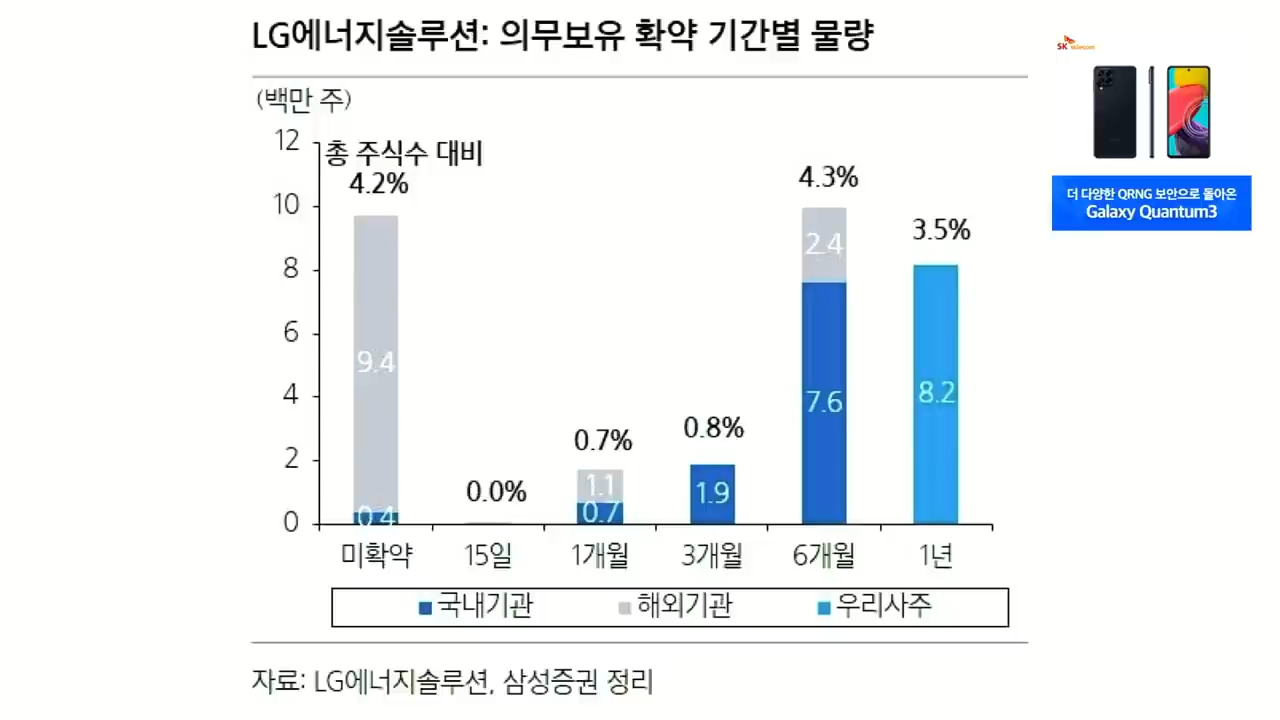 LG에너지솔루션: 의무보유 확약 기간별 물량
(백만 주)
총 주식수 대비
12
10
8
6
4
2
0
4.2%
9.4
0.4
0.0%
0.7%
1.1
0.7
0.8%
1.9
4.3%
2.4
7.6
3.5%
8.2
미확약 15일 1개월 3개월 6개월 1년
국내기관 해외기관 우리사주
자료: LG에너지솔루션, 삼성증권 정리
SK telecom
더 다양한 QRNG 보안으로 돌아온
Galaxy Quantum3